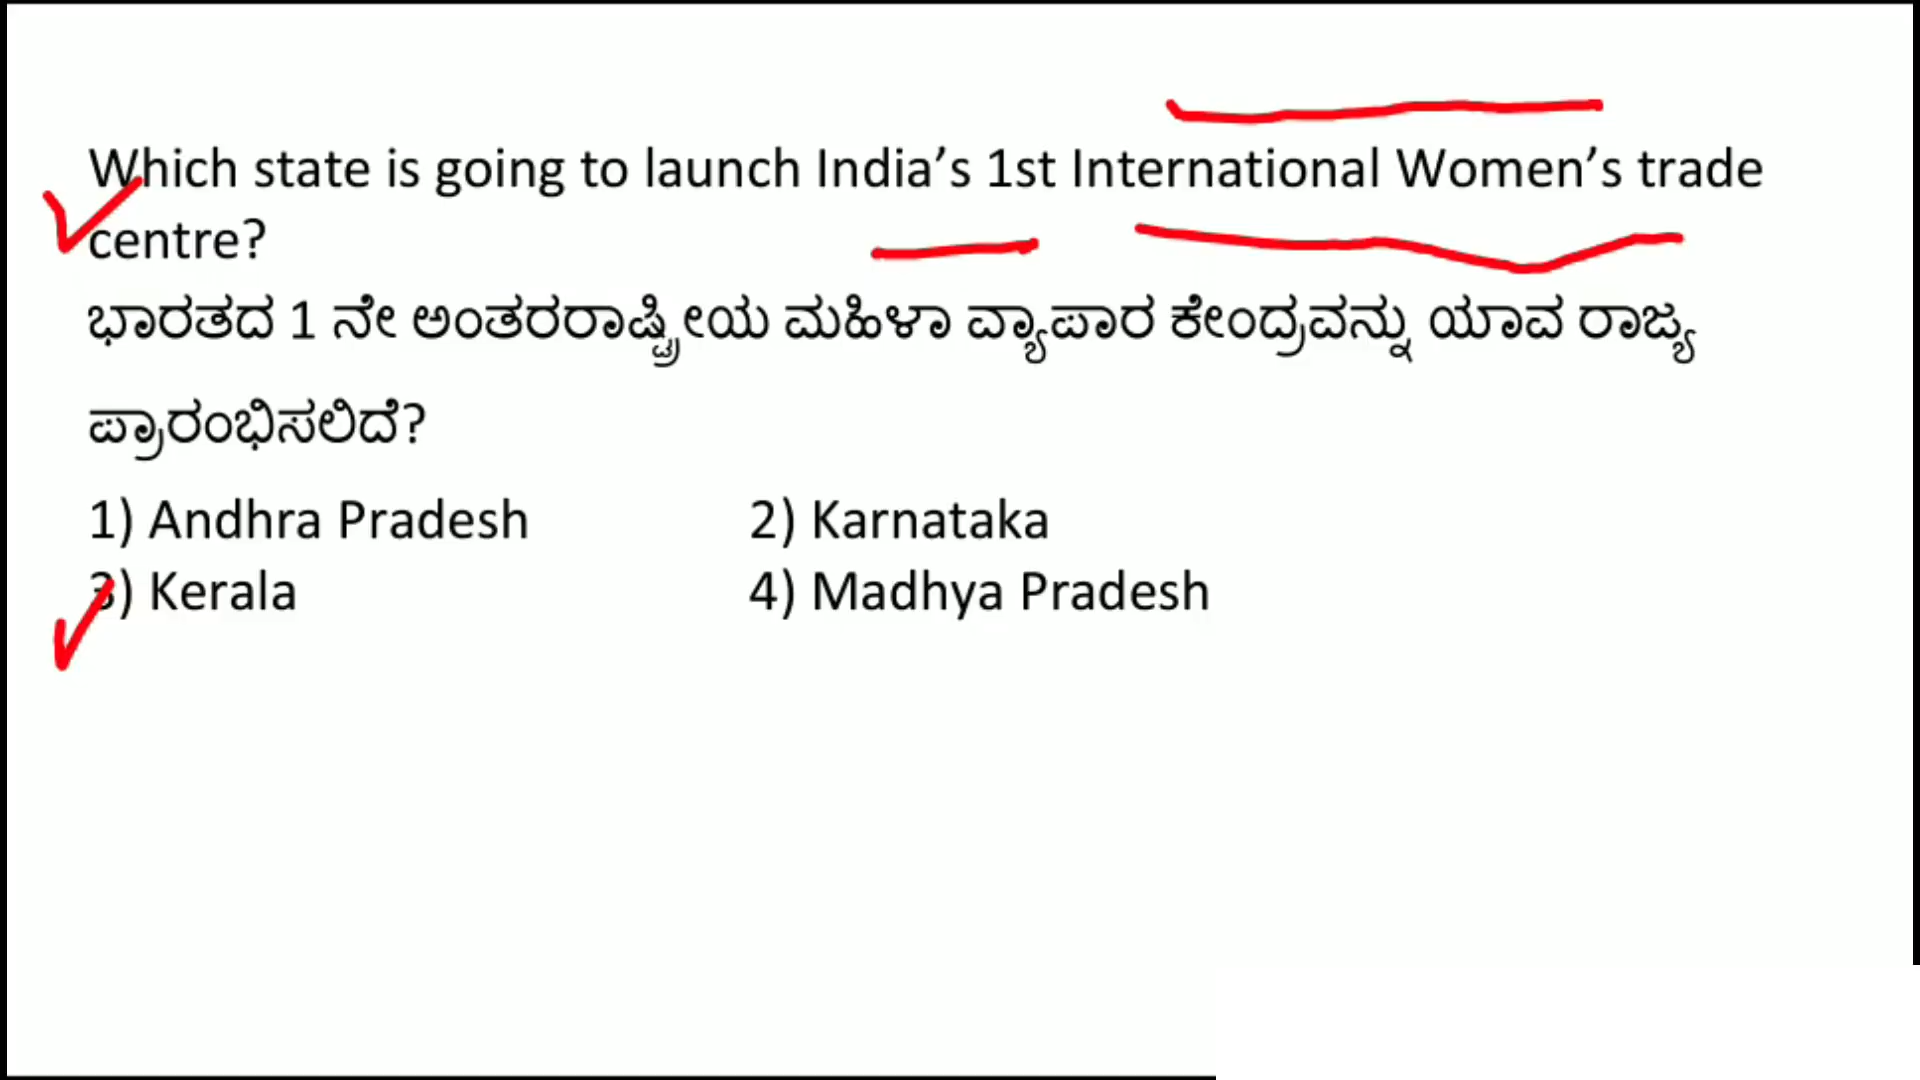 Which state is going to launch India’s 1st International Women’s trade
centre?
ಭಾರತದ 1 ನೇ ಅಂತರರಾಷ್ಟ್ರೀಯ ಮಹಿಳಾ ವ್ಯಾಪಾರ ಕೇಂದ್ರವನ್ನು ಯಾವ ರಾಜ್ಯ
ಪ್ರಾರಂಭಿಸಲಿದೆ?
1) Andhra Pradesh 2) Karnataka
3) Kerala 4) Madhya Pradesh